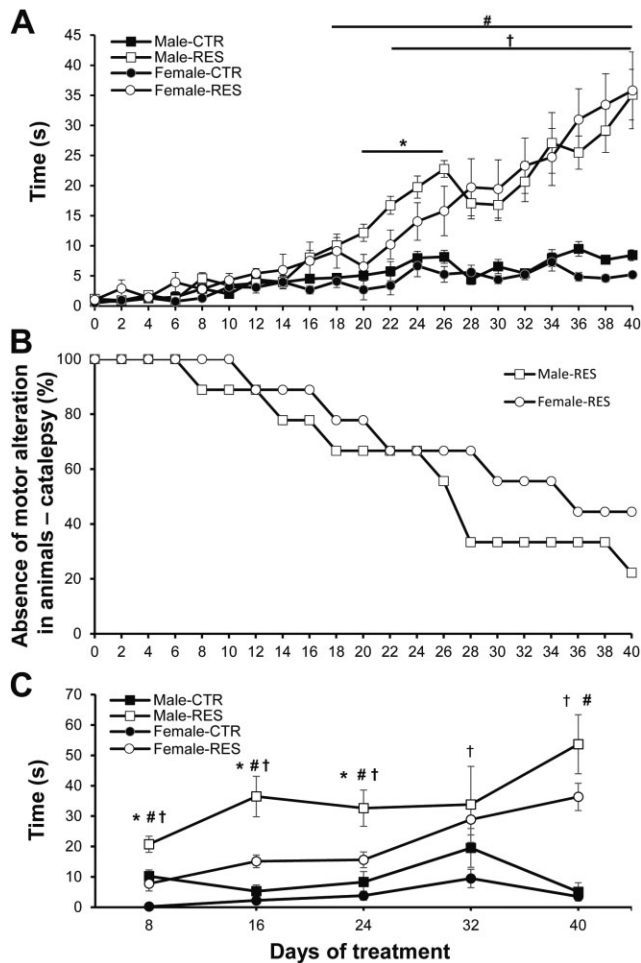 A
#
†
*
Male-CTR
Male-RES
Female-CTR
Female-RES
Time (s)
45
40
35
30
25
20
15
10
5
0
0 2 4 6 8 10 12 14 16 18 20 22 24 26 28 30 32 34 36 38 40
B
Absence of motor alteration
in animals – catalepsy (%)
100
80
60
40
20
0
Male-RES
Female-RES
0 2 4 6 8 10 12 14 16 18 20 22 24 26 28 30 32 34 36 38 40
C
Male-CTR
Male-RES
Female-CTR
Female-RES
Time (s)
70
60
50
40
30
20
10
0
* # †
* # †
* # †
†
† #
8 16 24 32 40
Days of treatment